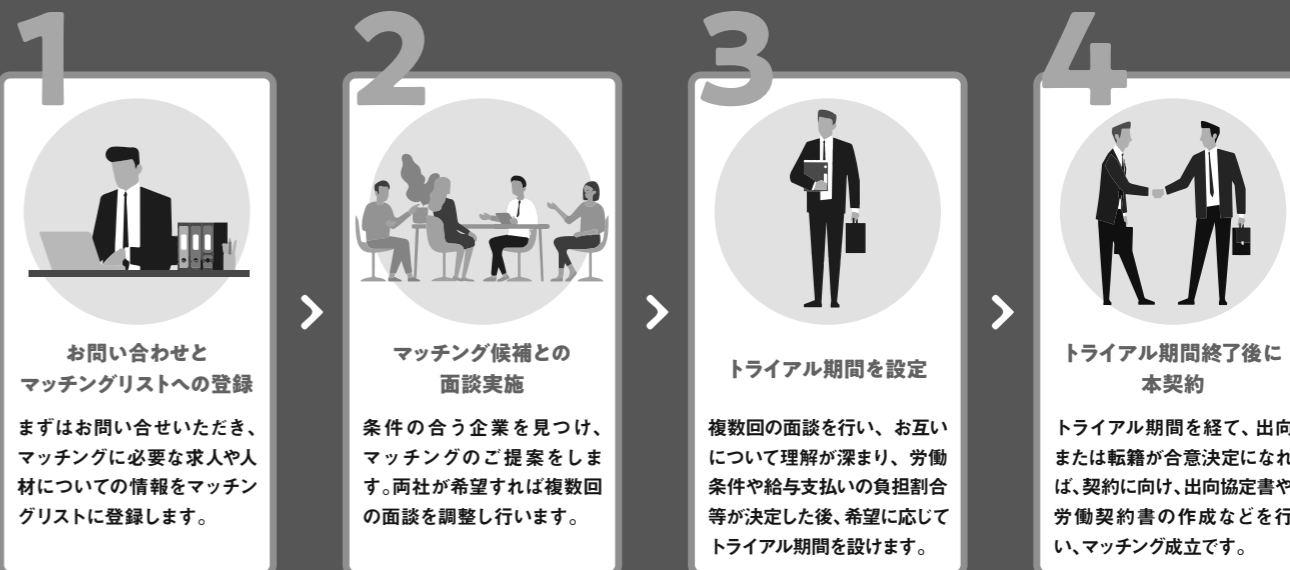 1
お問い合わせと
マッチングリストへの登録
まずはお問い合せいただき、
マッチングに必要な求人や人
材についての情報をマッチン
グリストに登録します。
2
マッチング候補との
面談実施
条件の合う企業を見つけ、
マッチングのご提案をしま
す。両社が希望すれば複数回
の面談を調整し行います。
3
トライアル期間を設定
複数回の面談を行い、お互い
について理解が深まり、労働
条件や給与支払いの負担割合
等が決定した後、希望に応じて
トライアル期間を設けます。
4
トライアル期間終了後に
本契約
トライアル期間を経て、出向
または転籍が合意決定になれ
ば、契約に向け、出向協定書や
労働契約書の作成などを行
い、マッチング成立です。